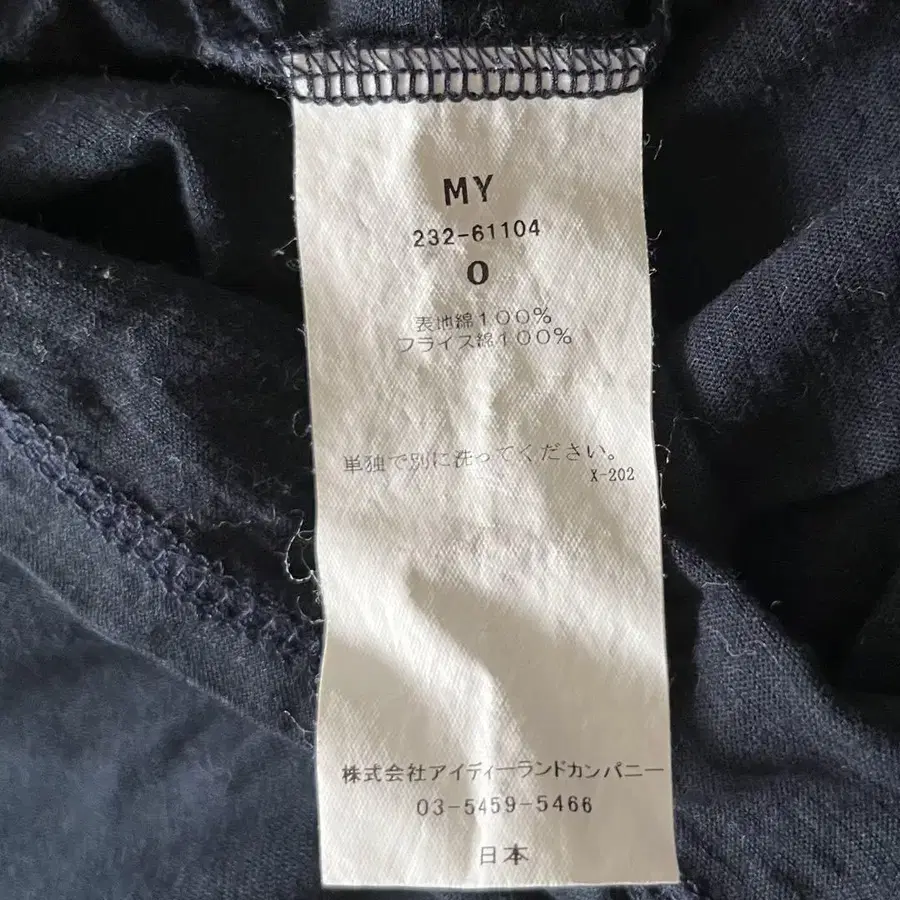 MY
232-61104
0
表地綿100%
フライス綿100%
単独で別に洗ってください。
X-202
株式会社アイディーランドカンパニー
03-5459-5466
日本